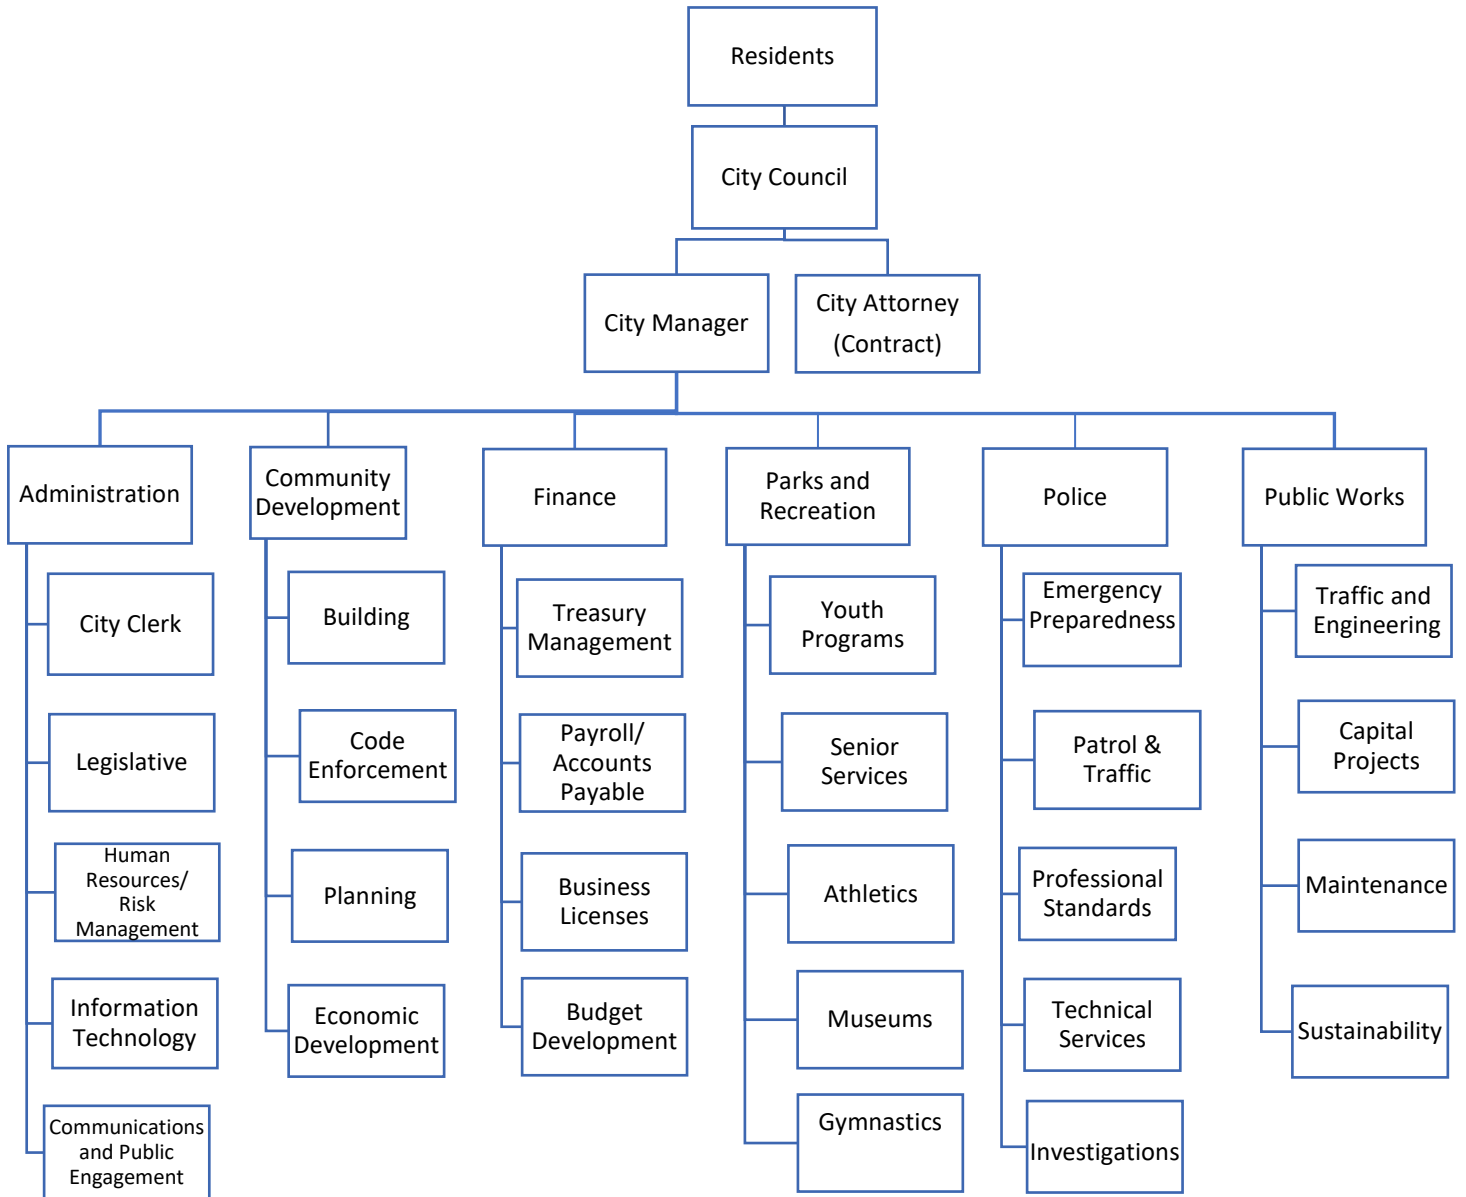 Residents
City Council
City Manager
City Attorney
(Contract)
Administration
Community
Development
Finance
Parks and
Recreation
Police
Public Works
City Clerk
Legislative
Human
Resources/
Risk
Management
Information
Technology
Communications
and Public
Engagement
Building
Code
Enforcement
Planning
Economic
Development
Treasury
Management
Payroll/
Accounts
Payable
Business
Licenses
Budget
Development
Youth
Programs
Senior
Services
Athletics
Museums
Gymnastics
Emergency
Preparedness
Patrol &
Traffic
Professional
Standards
Technical
Services
Investigations
Traffic and
Engineering
Capital
Projects
Maintenance
Sustainability